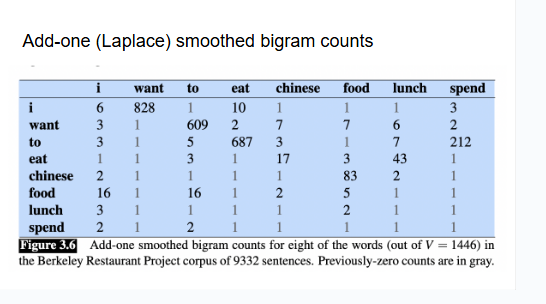 Add-one (Laplace) smoothed bigram counts
i want to eat chinese food lunch spend
i 6 828 1 10 1 1 1 3
want 3 1 609 2 7 7 6 2
to 3 1 5 687 3 1 7 212
eat 1 1 3 1 17 3 43 1
chinese 2 1 1 1 1 83 2 1
food 16 1 16 1 2 5 1 1
lunch 3 1 1 1 1 2 1 1
spend 2 1 2 1 1 1 1 1
Figure 3.6 Add-one smoothed bigram counts for eight of the words (out of V = 1446) in
the Berkeley Restaurant Project corpus of 9332 sentences. Previously-zero counts are in gray.